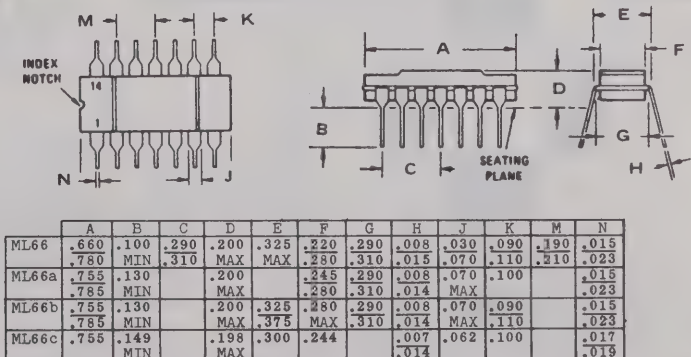 M K E
A F
INDEX
NOTCH
14
1
D
B
C
G
N J
SEATING
PLANE
H
A B C D E F G H J K M N
ML66 .660 .100 .290 .200 .325 .220 .290 .008 .030 .090 .190 .015
.780 MIN .310 MAX MAX .280 .310 .015 .070 .110 .210 .023
ML66a .755 .130 .200 .245 .290 .008 .070 .100 .015
.785 MIN MAX .280 .310 .014 MAX .023
ML66b .755 .130 .200 .325 .280 .290 .008 .070 .090 .015
.785 MIN MAX .375 MAX .310 .014 MAX .110 .023
ML66c .755 .149 .198 .300 .244 .007 .062 .100 .017
MIN MAX .014 .019